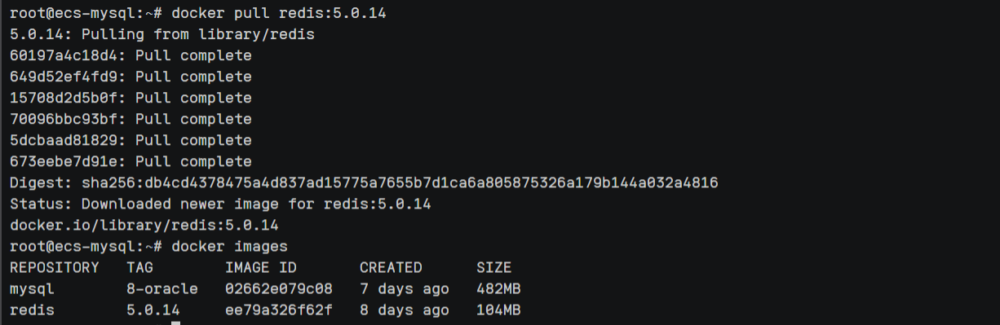 root@ecs-mysql:~# docker pull redis:5.0.14
5.0.14: Pulling from library/redis
60197a4c18d4: Pull complete
649d52ef4fd9: Pull complete
15708d2d5b0f: Pull complete
70096bbc93bf: Pull complete
5dcbaad81829: Pull complete
673eebe7d91e: Pull complete
Digest: sha256:db4cd4378475a4d837ad15775a7655b7d1ca6a805875326a179b144a032a4816
Status: Downloaded newer image for redis:5.0.14
docker.io/library/redis:5.0.14
root@ecs-mysql:~# docker images
REPOSITORY   TAG        IMAGE ID       CREATED      SIZE
mysql        8-oracle   02662e079c08   7 days ago   482MB
redis        5.0.14     ee79a326f62f   8 days ago   104MB